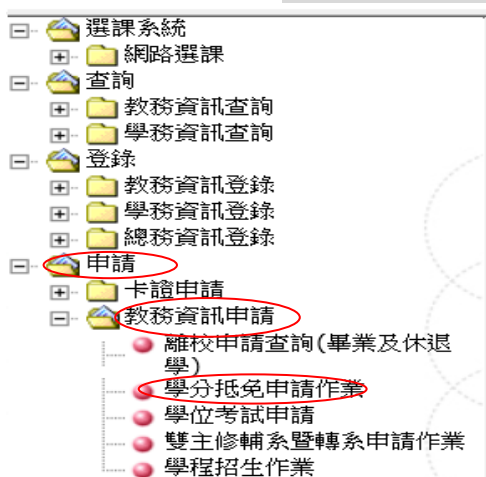 選課系統
網路選課
查詢
教務資訊查詢
學務資訊查詢
登錄
教務資訊登錄
學務資訊登錄
總務資訊登錄
申請
卡證申請
教務資訊申請
離校申請查詢(畢業及休退
學)
學分抵免申請作業
學位考試申請
雙主修輔系暨轉系申請作業
學程招生作業